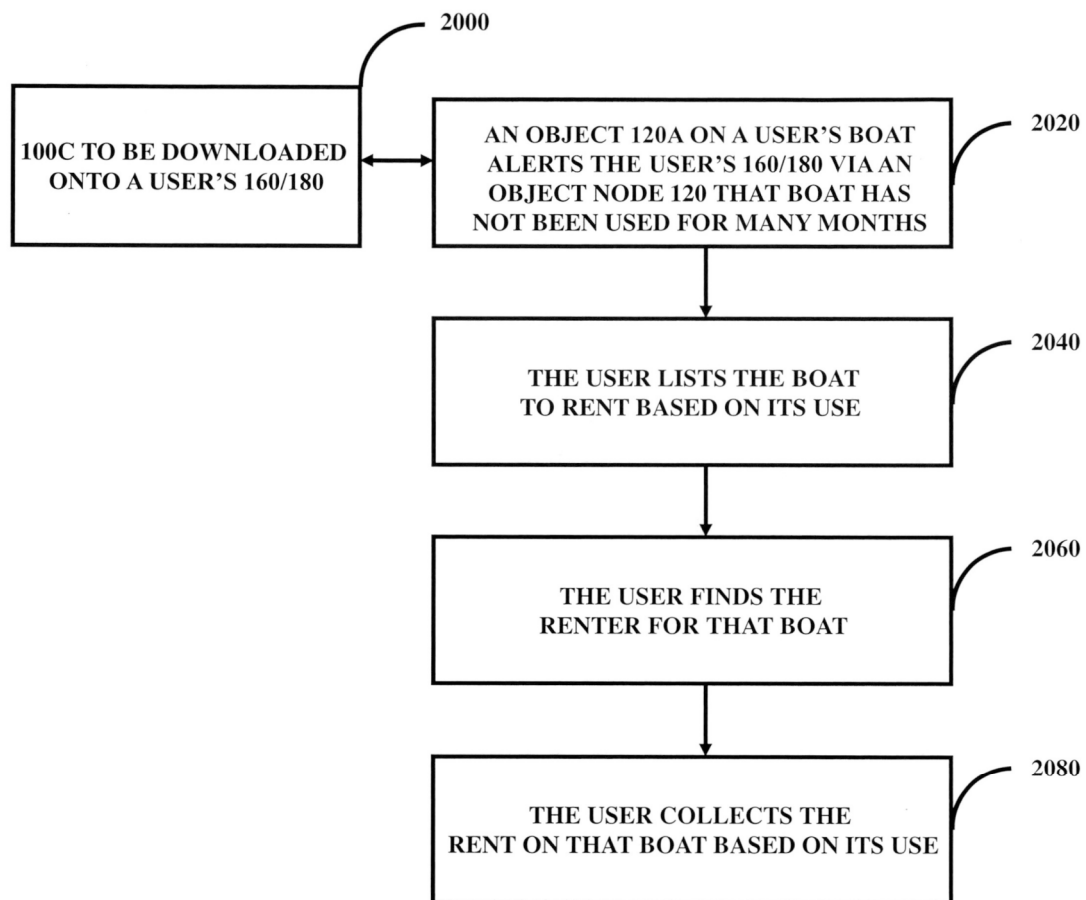 2000
100C TO BE DOWNLOADED
ONTO A USER'S 160/180
2020
AN OBJECT 120A ON A USER'S BOAT
ALERTS THE USER'S 160/180 VIA AN
OBJECT NODE 120 THAT BOAT HAS
NOT BEEN USED FOR MANY MONTHS
2040
THE USER LISTS THE BOAT
TO RENT BASED ON ITS USE
2060
THE USER FINDS THE
RENTER FOR THAT BOAT
2080
THE USER COLLECTS THE
RENT ON THAT BOAT BASED ON ITS USE